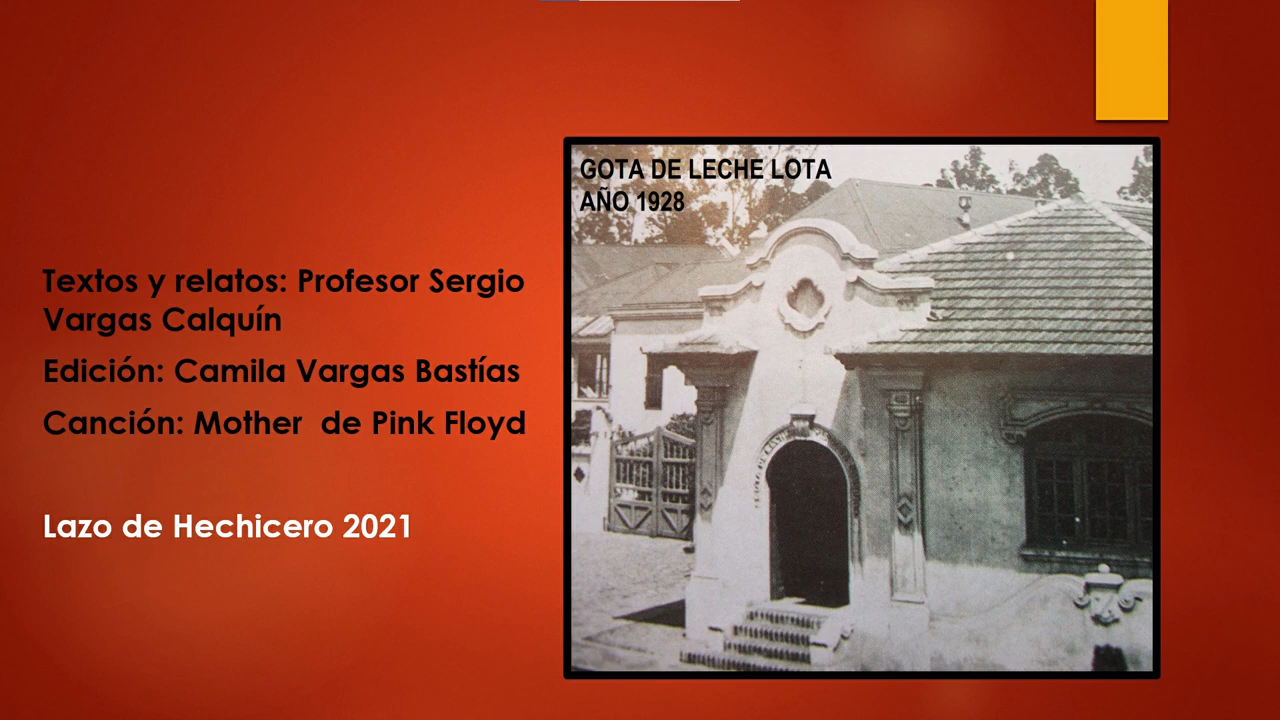 Textos y relatos: Profesor Sergio
Vargas Calquín
Edición: Camila Vargas Bastías
Canción: Mother de Pink Floyd
Lazo de Hechicero 2021
GOTA DE LECHE LOTA
AÑO 1928